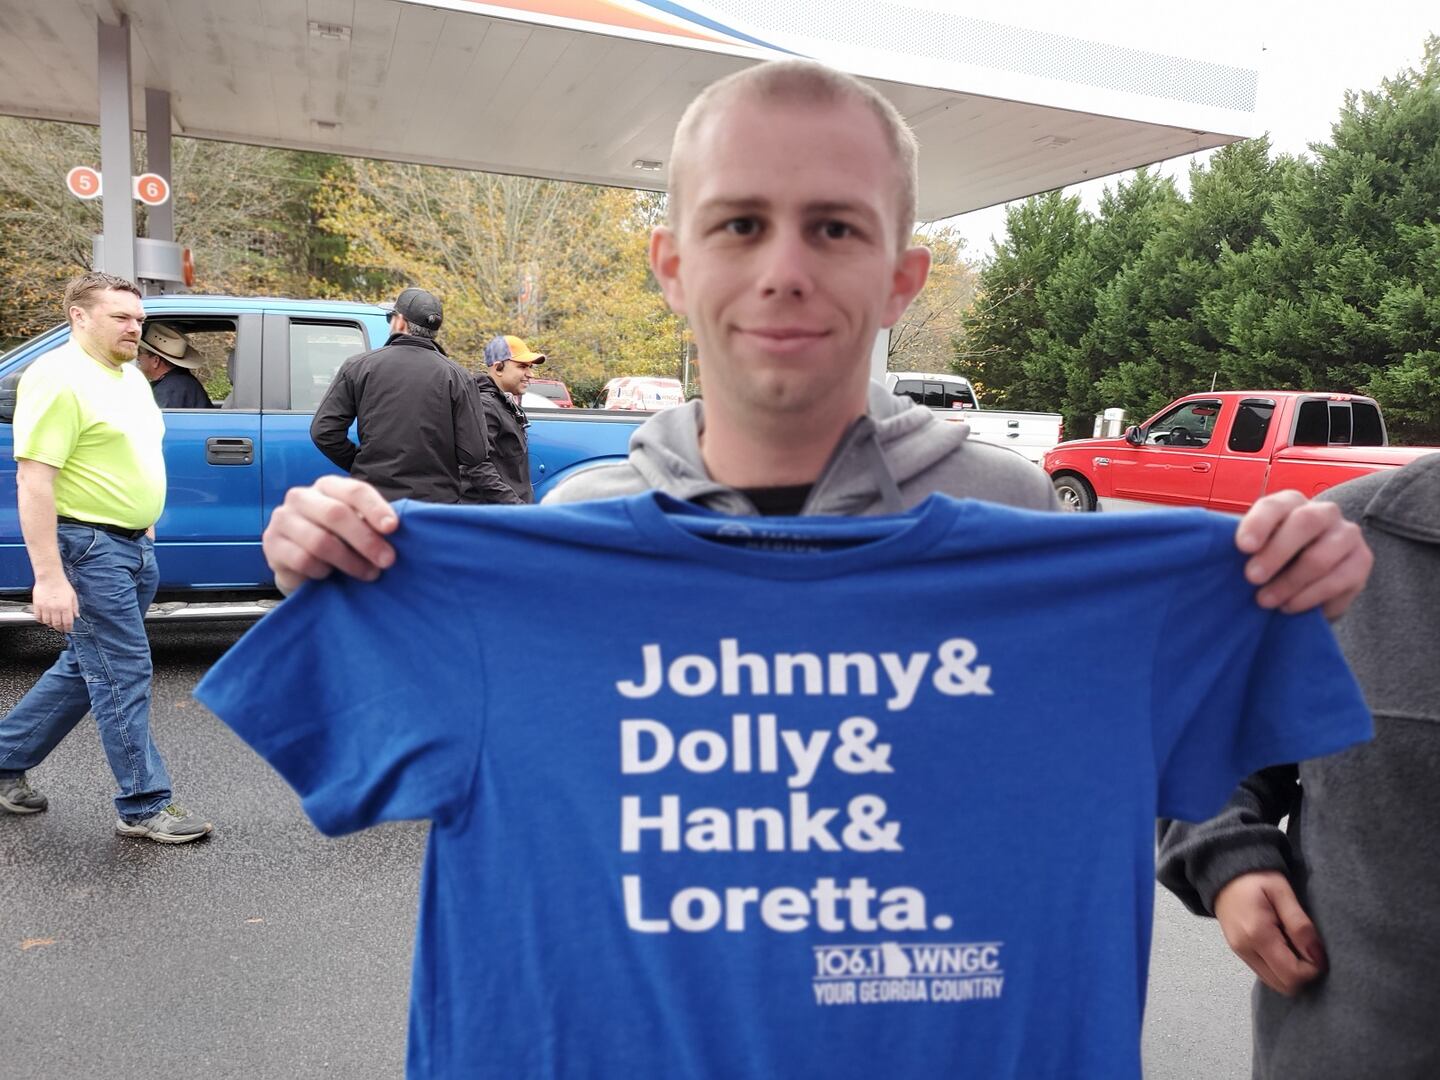 5
6
Johnny&
Dolly&
Hank&
Loretta.
106.1 WNGC
YOUR GEORGIA COUNTRY